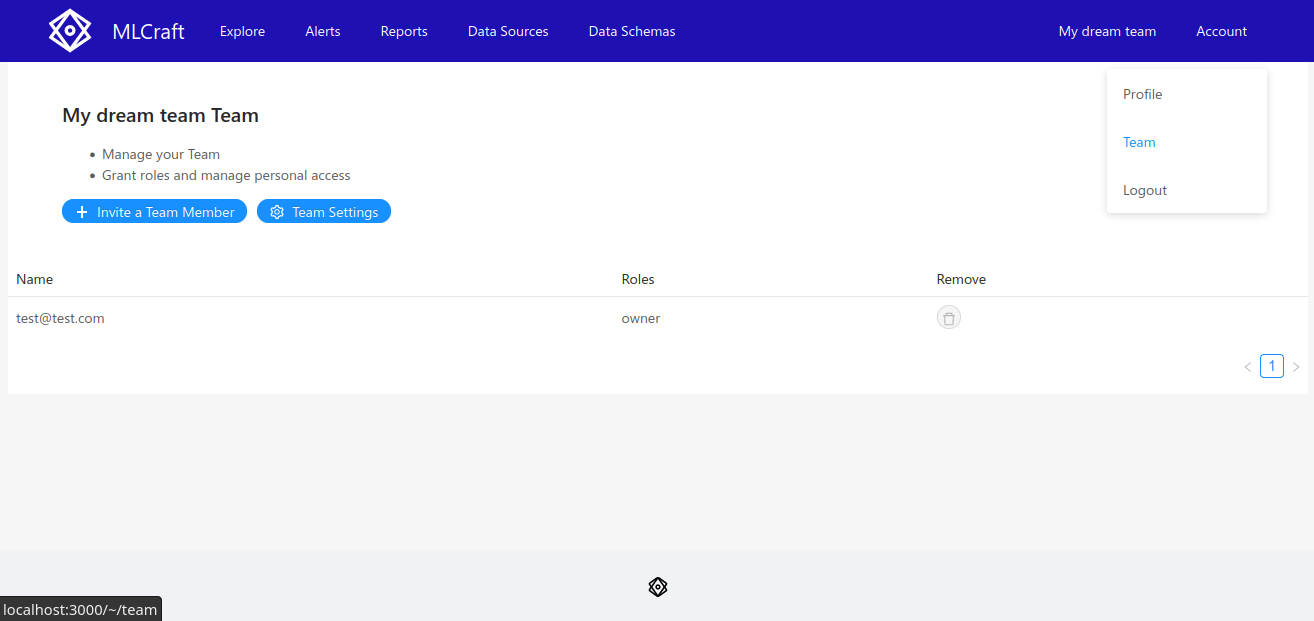 MLCraft Explore Alerts Reports Data Sources Data Schemas My dream team Account
Profile
Team
Logout
My dream team Team
Manage your Team
Grant roles and manage personal access
Invite a Team Member Team Settings
Name Roles Remove
test@test.com owner
1
localhost:3000/~/team